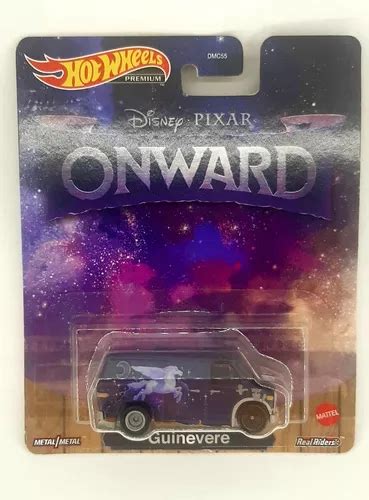 Hot Wheels
PREMIUM
DMC55
Disney · PIXAR
ONWARD
Guinevere
METAL/METAL
MATTEL
Real Riders